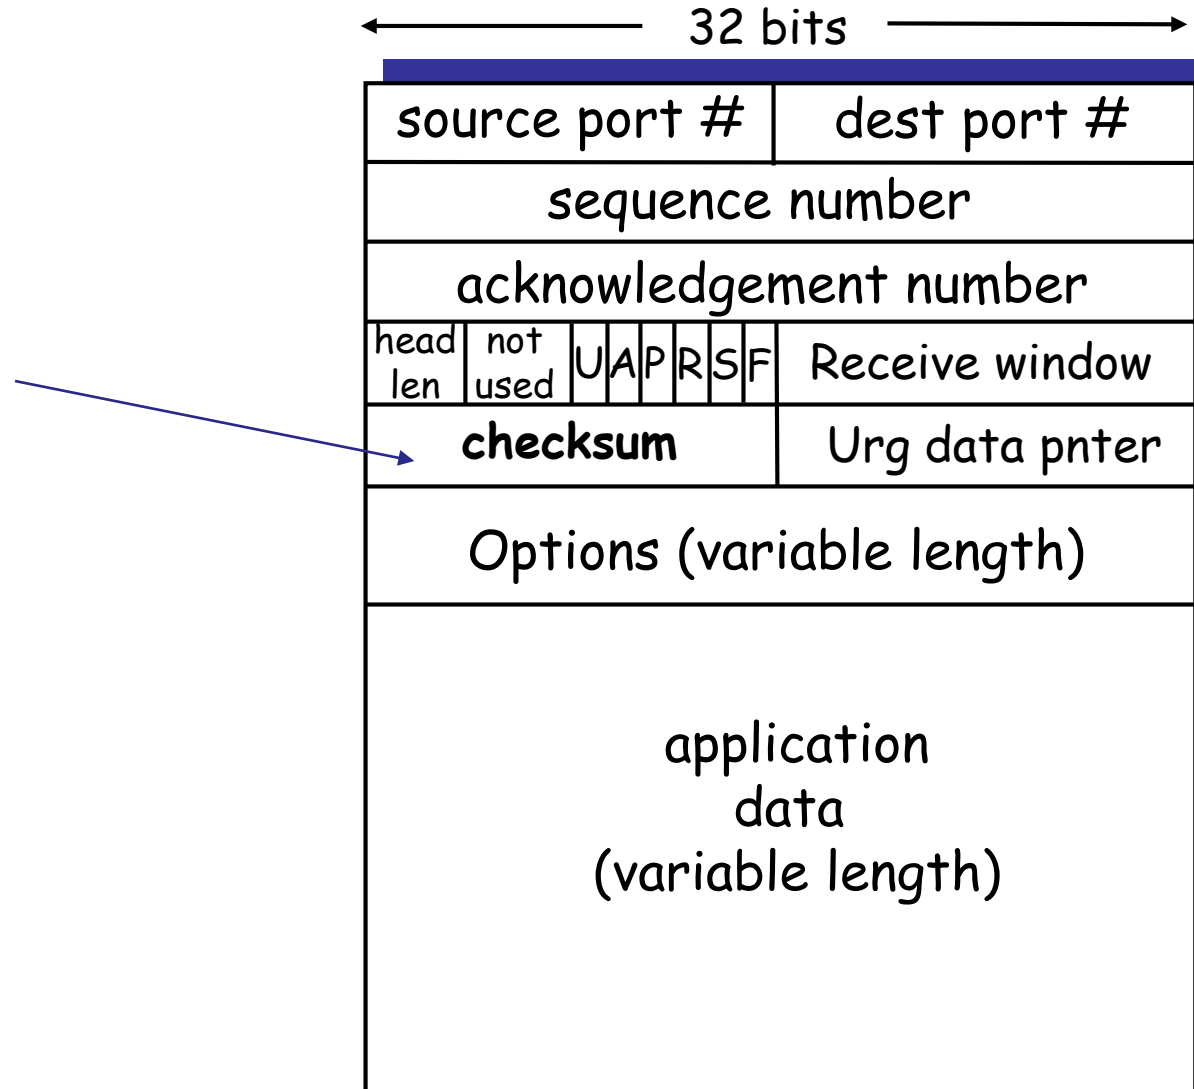 32 bits
source port # dest port #
sequence number
acknowledgement number
head not U A P R S F Receive window
len used
checksum Urg data pnter
Options (variable length)
application
data
(variable length)